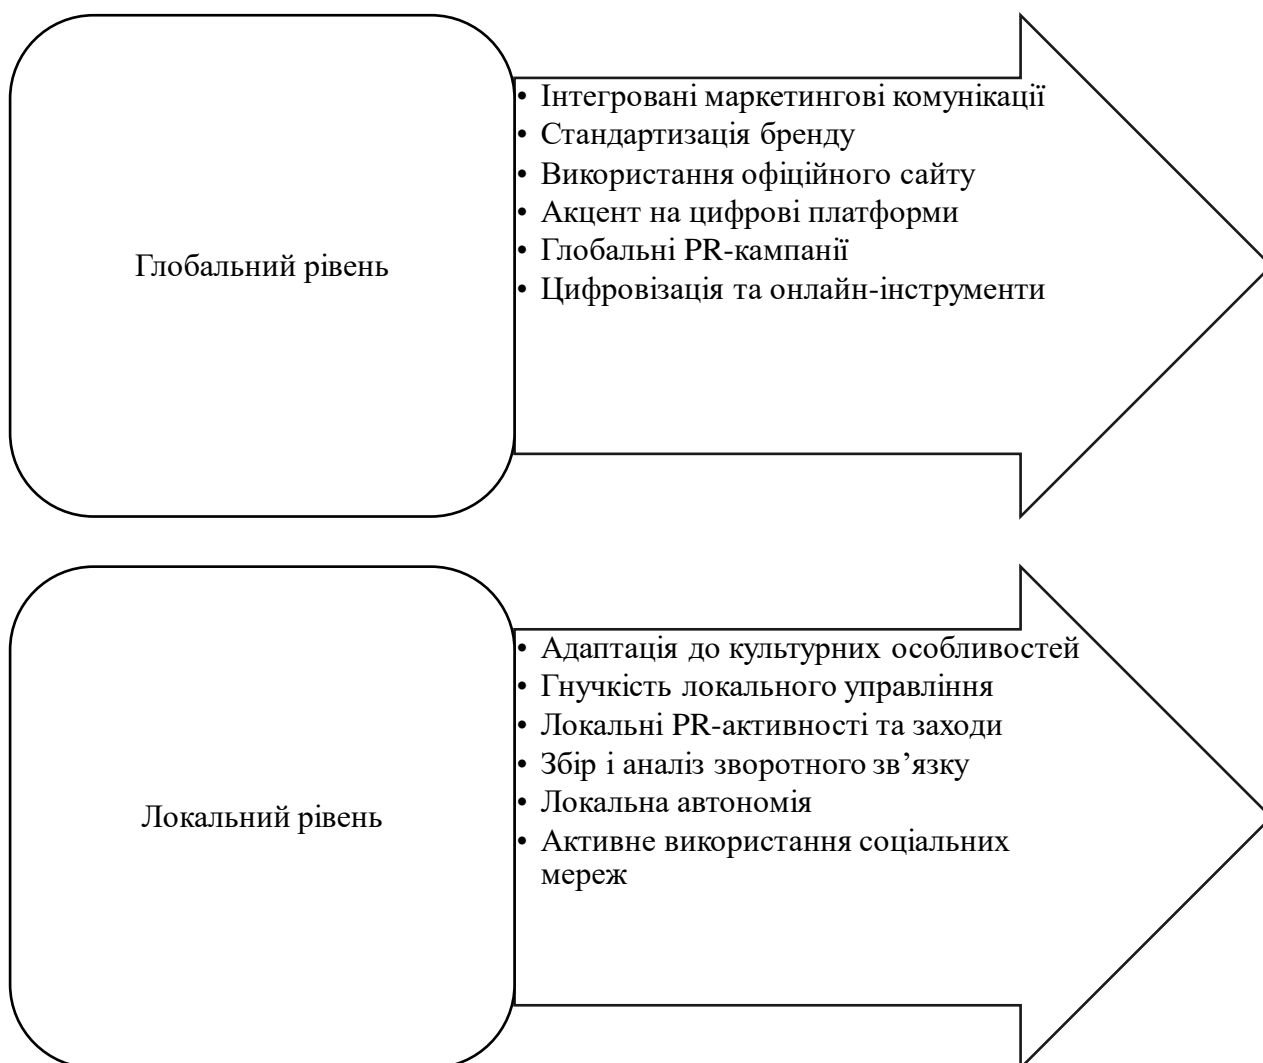 Глобальний рівень
• Інтегровані маркетингові комунікації
• Стандартизація бренду
• Використання офіційного сайту
• Акцент на цифрові платформи
• Глобальні PR-кампанії
• Цифровізація та онлайн-інструменти
Локальний рівень
• Адаптація до культурних особливостей
• Гнучкість локального управління
• Локальні PR-активності та заходи
• Збір і аналіз зворотного зв’язку
• Локальна автономія
• Активне використання соціальних
мереж